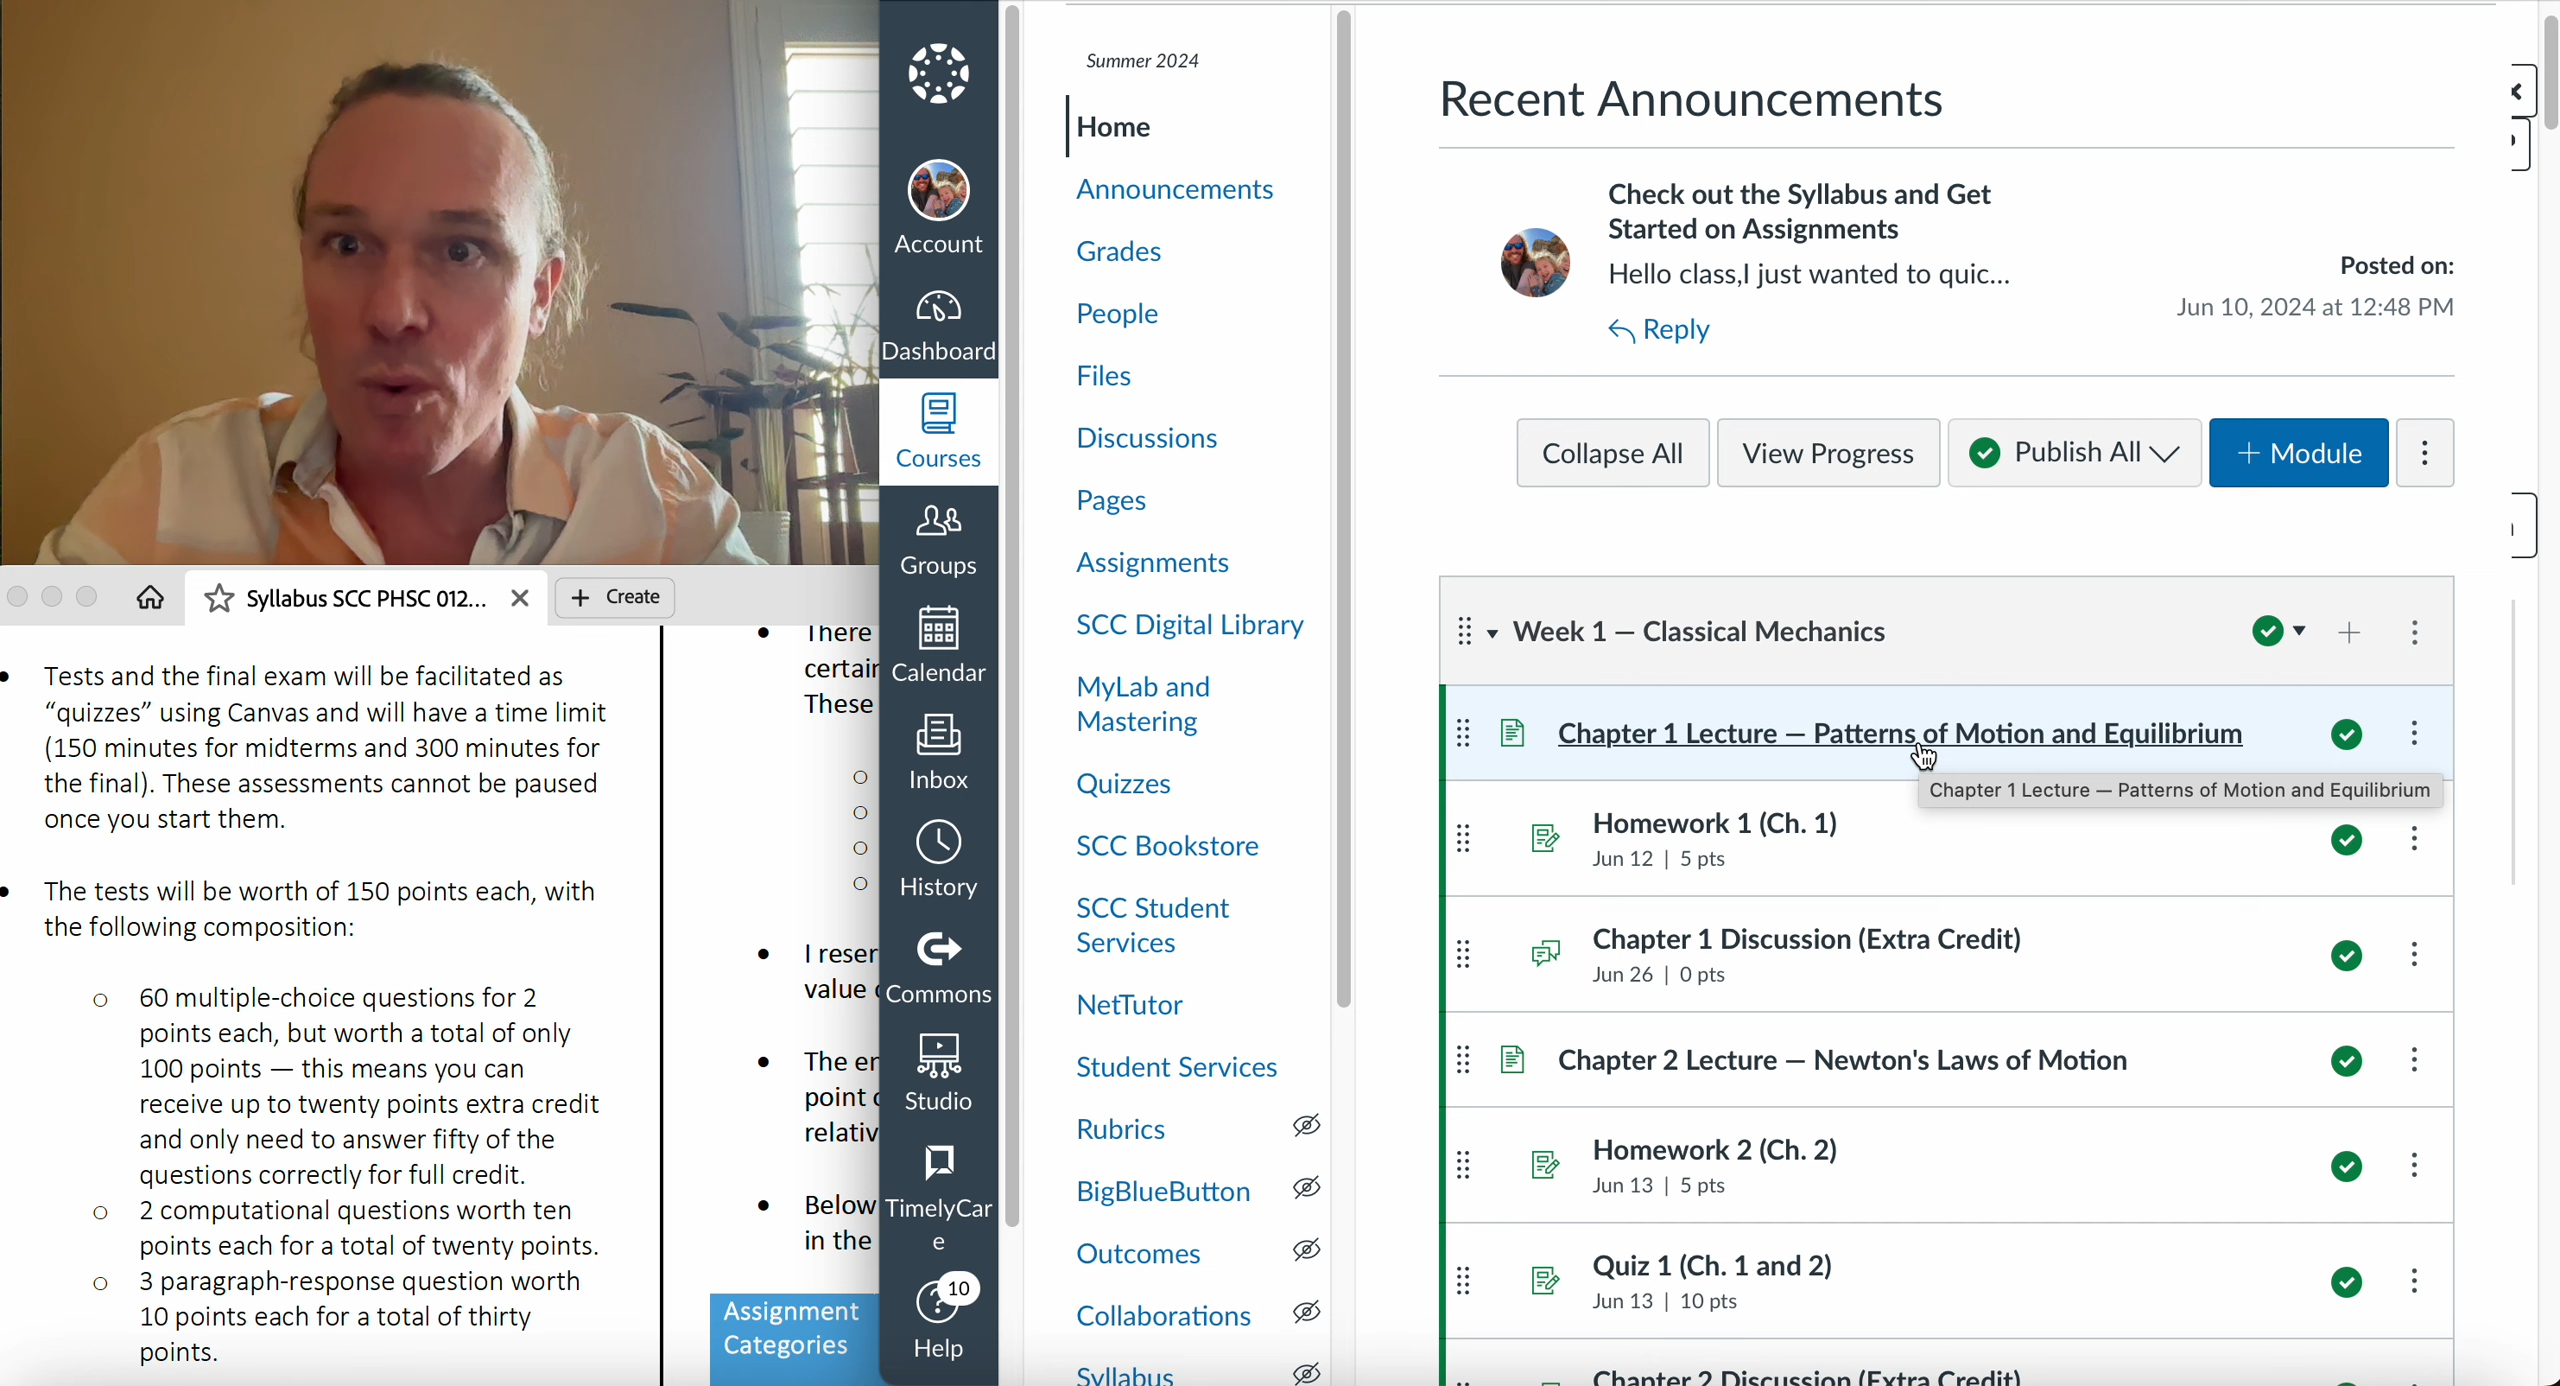 Syllabus SCC PHSC 012...
+ Create
Tests and the final exam will be facilitated as
“quizzes” using Canvas and will have a time limit
(150 minutes for midterms and 300 minutes for
the final). These assessments cannot be paused
once you start them.
The tests will be worth of 150 points each, with
the following composition:
60 multiple-choice questions for 2
points each, but worth a total of only
100 points — this means you can
receive up to twenty points extra credit
and only need to answer fifty of the
questions correctly for full credit.
2 computational questions worth ten
points each for a total of twenty points.
3 paragraph-response question worth
10 points each for a total of thirty
points.
There
certain
These
I reser
value
The er
point
relativ
Below
in the
Assignment
Categories
Account
Dashboard
Courses
Groups
Calendar
Inbox
History
Commons
Studio
TimelyCar
e
10
Help
Summer 2024
Home
Announcements
Grades
People
Files
Discussions
Pages
Assignments
SCC Digital Library
MyLab and
Mastering
Quizzes
SCC Bookstore
SCC Student
Services
NetTutor
Student Services
Rubrics
BigBlueButton
Outcomes
Collaborations
Syllabus
Recent Announcements
Check out the Syllabus and Get
Started on Assignments
Hello class,I just wanted to quic...
Reply
Posted on:
Jun 10, 2024 at 12:48 PM
Collapse All
View Progress
Publish All
+ Module
Week 1 — Classical Mechanics
Chapter 1 Lecture — Patterns of Motion and Equilibrium
Chapter 1 Lecture — Patterns of Motion and Equilibrium
Homework 1 (Ch. 1)
Jun 12 | 5 pts
Chapter 1 Discussion (Extra Credit)
Jun 26 | 0 pts
Chapter 2 Lecture — Newton's Laws of Motion
Homework 2 (Ch. 2)
Jun 13 | 5 pts
Quiz 1 (Ch. 1 and 2)
Jun 13 | 10 pts
Chapter 2 Discussion (Extra Credit)